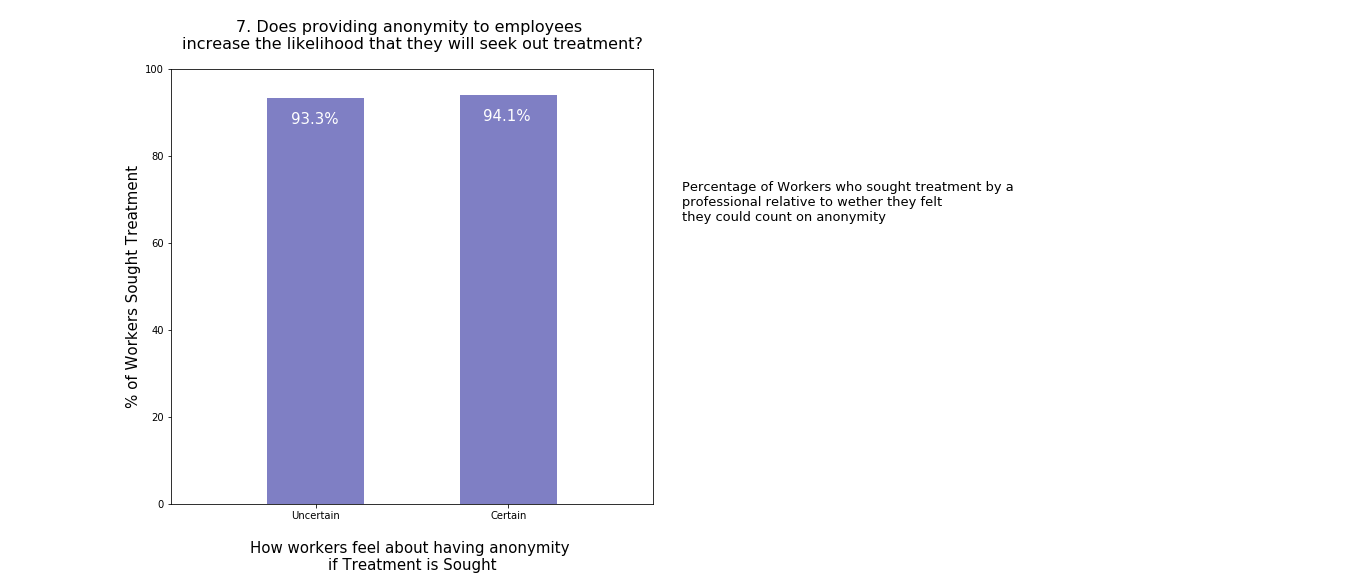 7. Does providing anonymity to employees
increase the likelihood that they will seek out treatment?
100
80
60
40
20
0
% of Workers Sought Treatment
93.3%
94.1%
Uncertain
Certain
How workers feel about having anonymity
if Treatment is Sought
Percentage of Workers who sought treatment by a
professional relative to wether they felt
they could count on anonymity